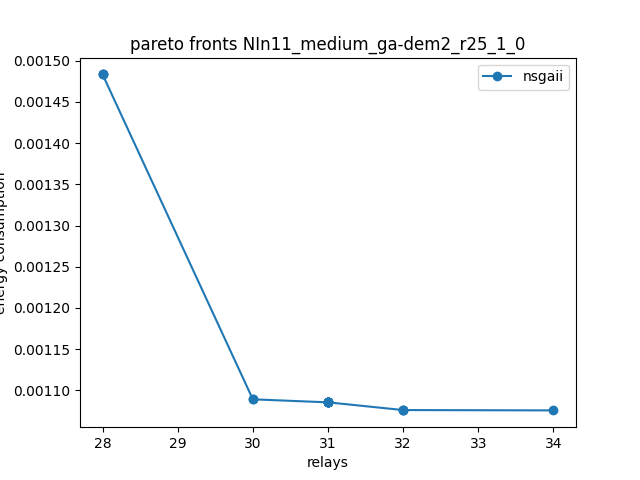 pareto fronts NIn11_medium_ga-dem2_r25_1_0
nsgaii
energy consumption
0.00150
0.00145
0.00140
0.00135
0.00130
0.00125
0.00120
0.00115
0.00110
28 29 30 31 32 33 34
relays